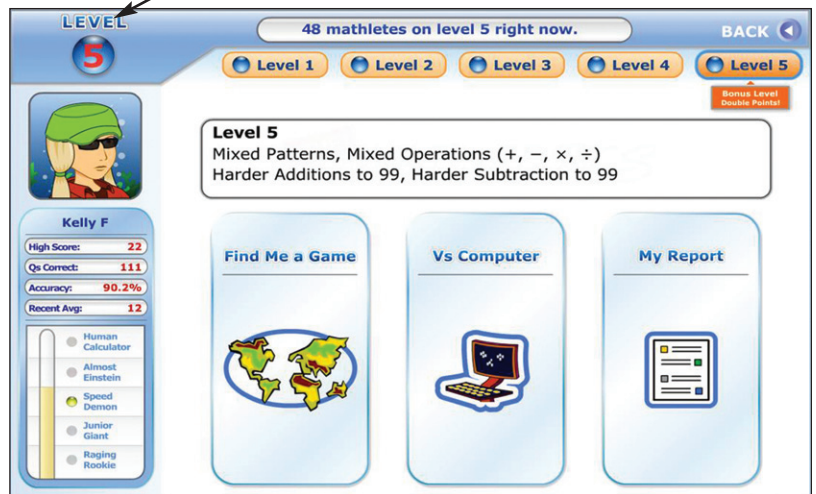 LEVEL
5
48 mathletes on level 5 right now.
BACK
Level 1
Level 2
Level 3
Level 4
Level 5
Bonus Level
Double Points!
Level 5
Mixed Patterns, Mixed Operations (+, −, ×, ÷)
Harder Additions to 99, Harder Subtraction to 99
Kelly F
High Score: 22
Qs Correct: 111
Accuracy: 90.2%
Recent Avg: 12
Human
Calculator
Almost
Einstein
Speed
Demon
Junior
Giant
Raging
Rookie
Find Me a Game
Vs Computer
My Report